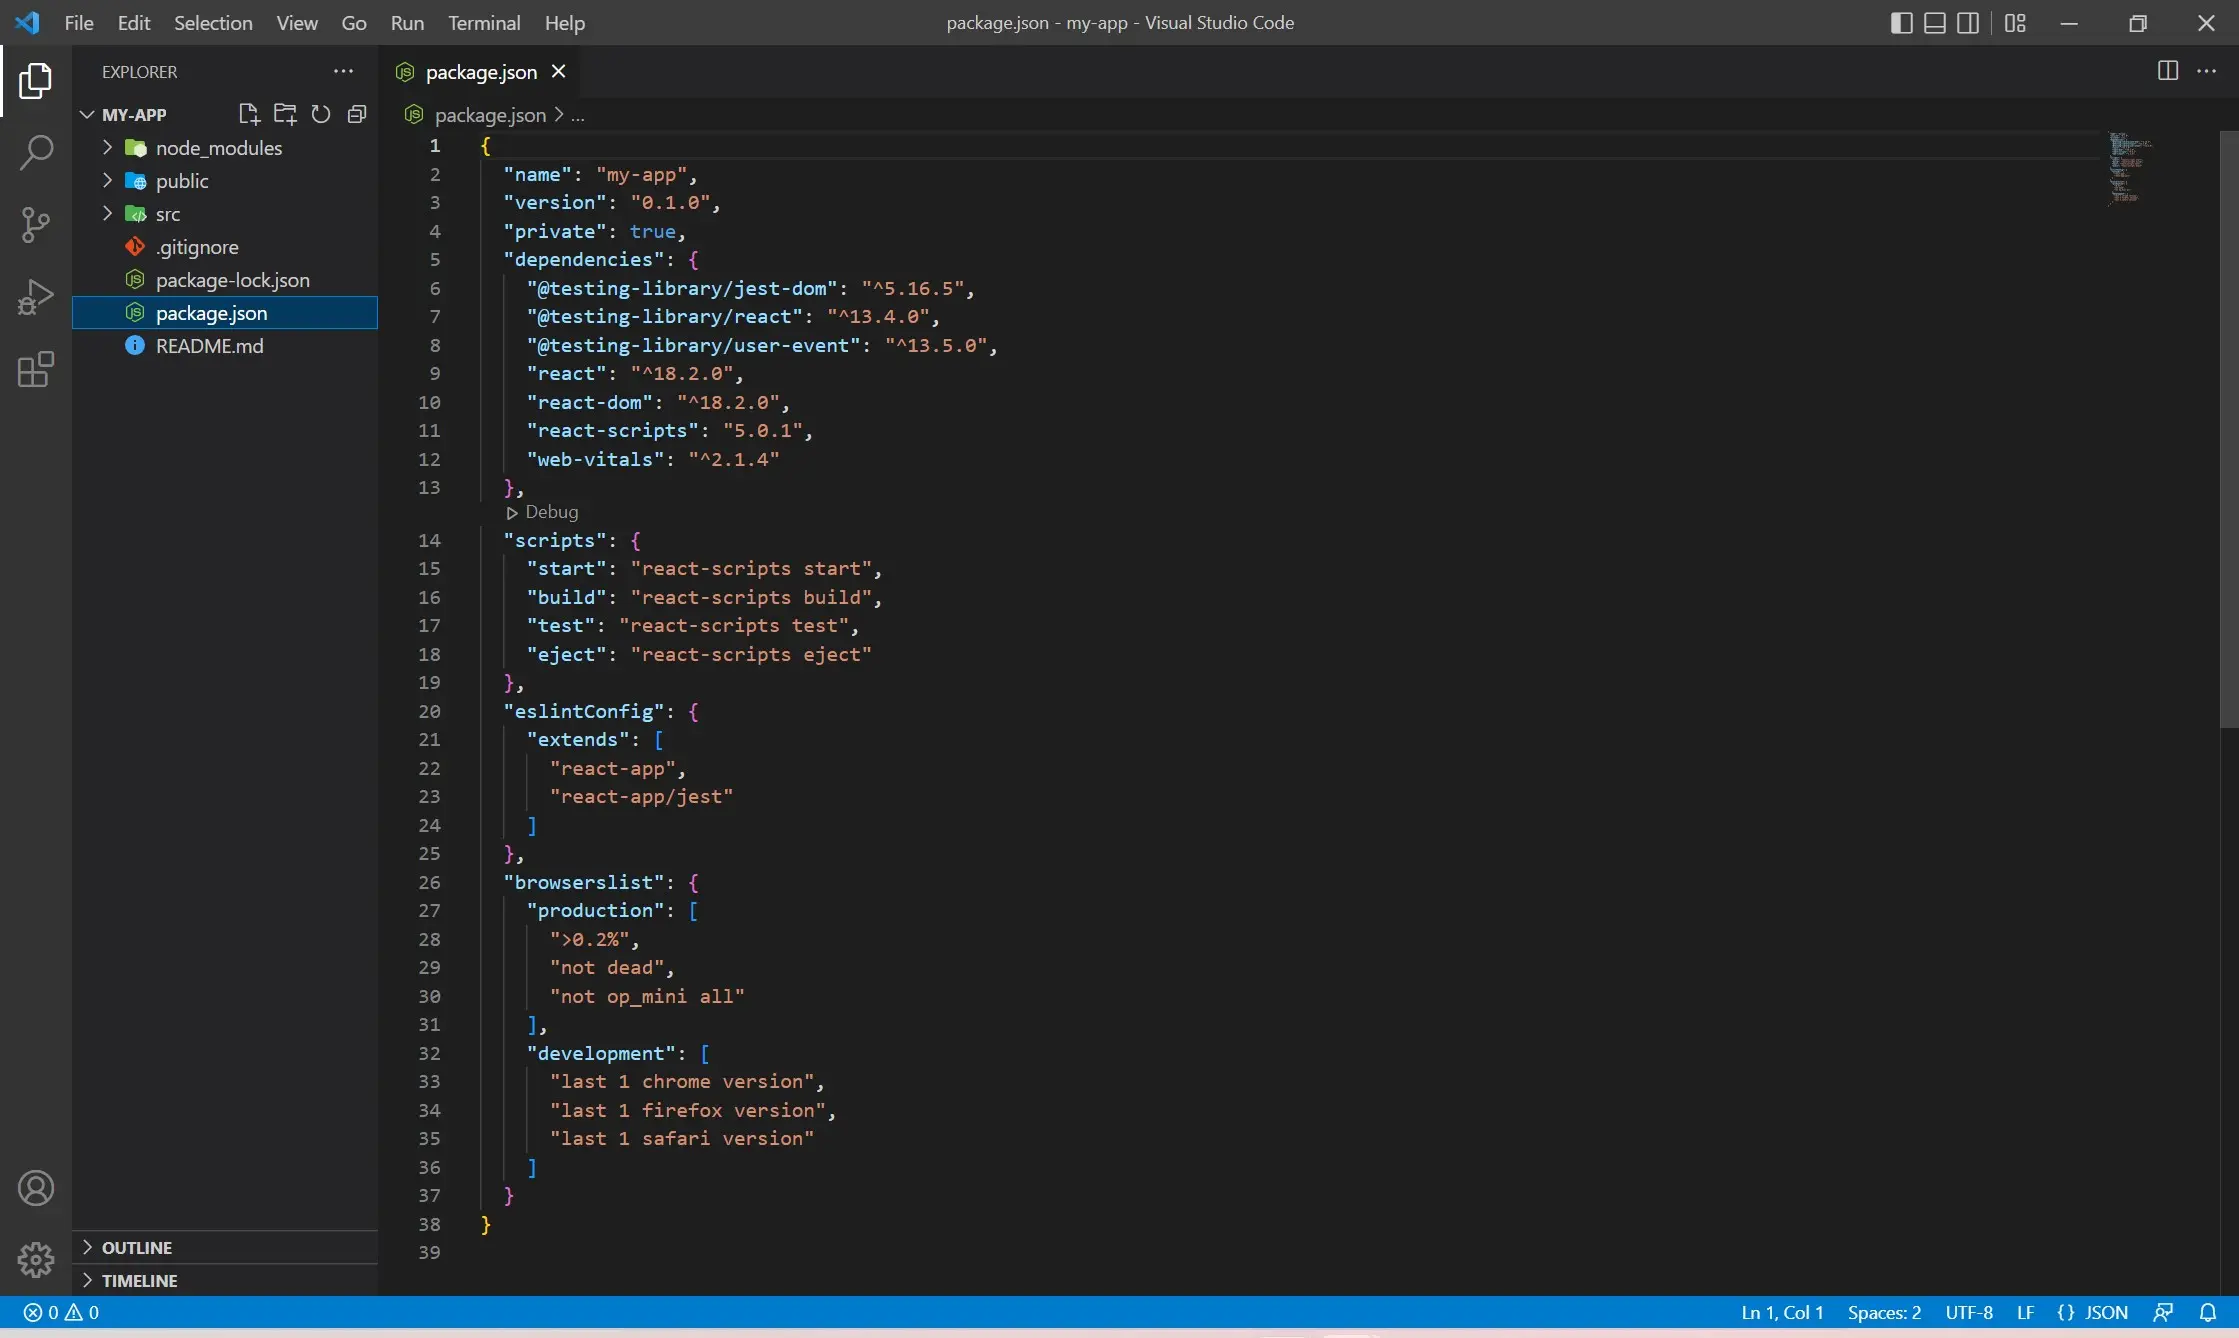 File Edit Selection View Go Run Terminal Help
package.json - my-app - Visual Studio Code
EXPLORER
MY-APP
node_modules
public
src
.gitignore
package-lock.json
package.json
README.md
OUTLINE
TIMELINE
package.json
package.json > ...
1 {
2   "name": "my-app",
3   "version": "0.1.0",
4   "private": true,
5   "dependencies": {
6     "@testing-library/jest-dom": "^5.16.5",
7     "@testing-library/react": "^13.4.0",
8     "@testing-library/user-event": "^13.5.0",
9     "react": "^18.2.0",
10     "react-dom": "^18.2.0",
11     "react-scripts": "5.0.1",
12     "web-vitals": "^2.1.4"
13   },
Debug
14   "scripts": {
15     "start": "react-scripts start",
16     "build": "react-scripts build",
17     "test": "react-scripts test",
18     "eject": "react-scripts eject"
19   },
20   "eslintConfig": {
21     "extends": [
22       "react-app",
23       "react-app/jest"
24     ]
25   },
26   "browserslist": {
27     "production": [
28       ">0.2%",
29       "not dead",
30       "not op_mini all"
31     ],
32     "development": [
33       "last 1 chrome version",
34       "last 1 firefox version",
35       "last 1 safari version"
36     ]
37   }
38 }
39
0 0
Ln 1, Col 1 Spaces: 2 UTF-8 LF {} JSON